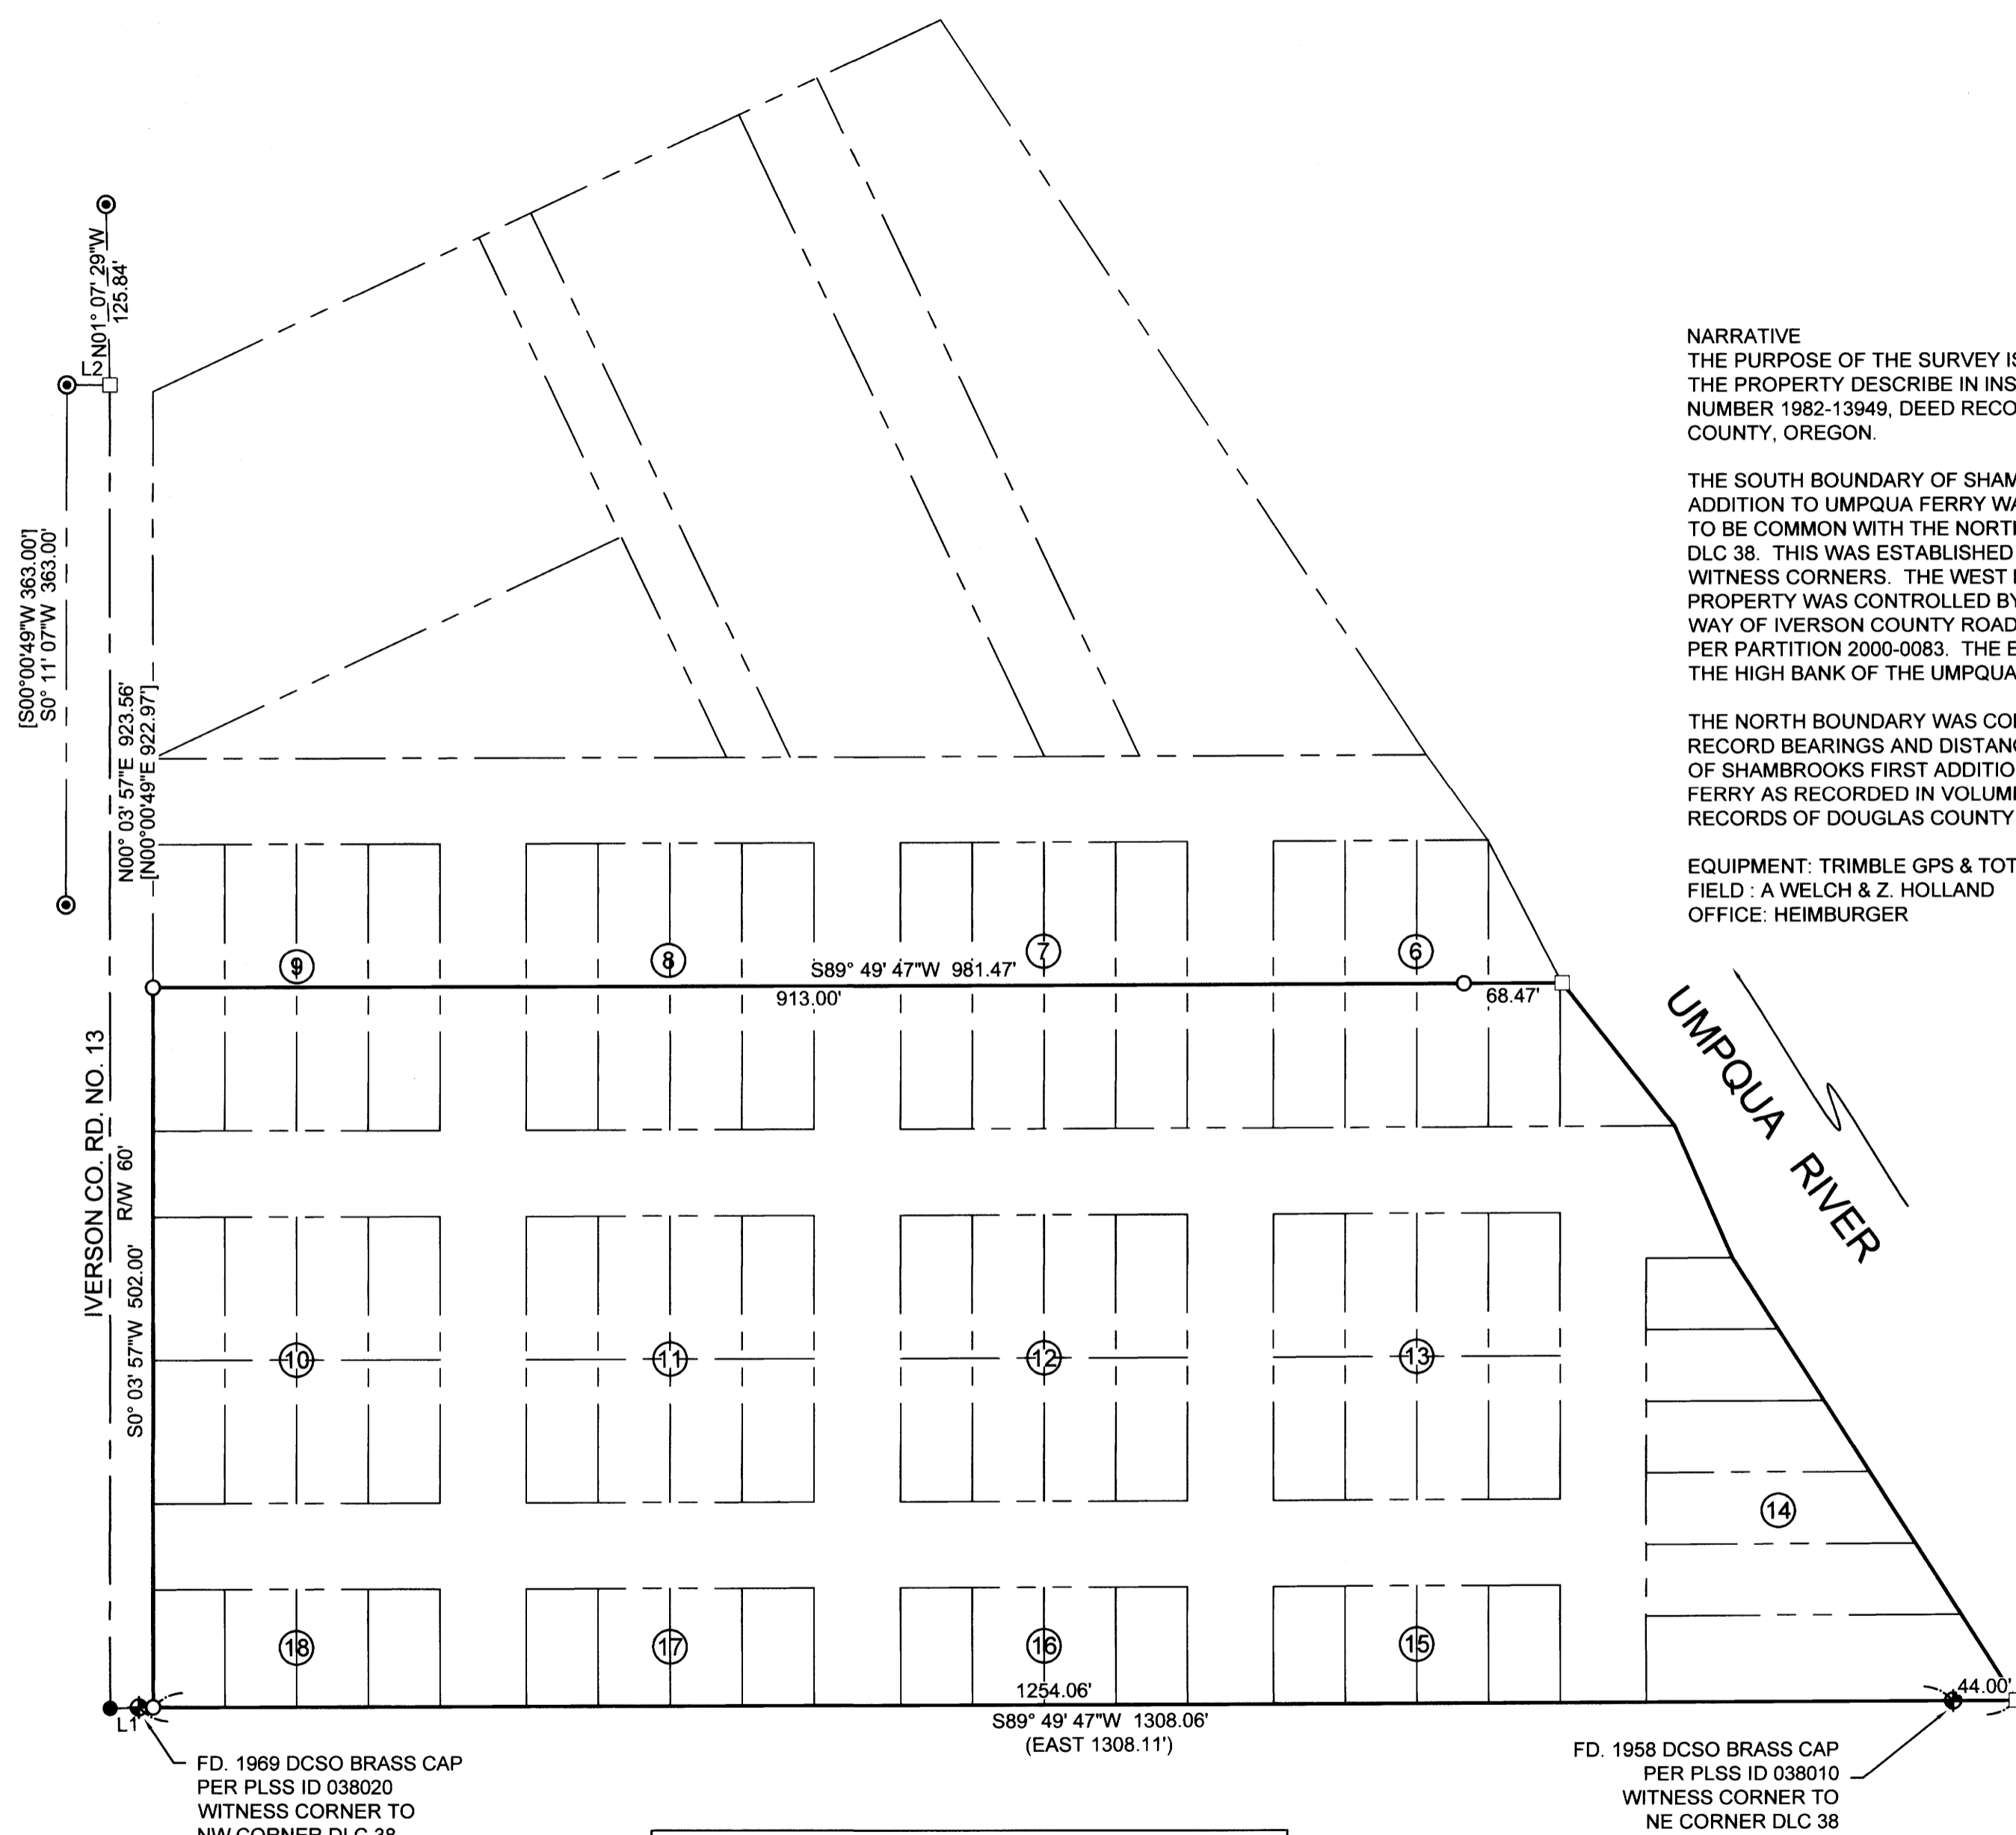 N01° 07' 29"W
125.84'
L2
[S00°00'49"W 363.00']
S0° 11' 07"W 363.00'
N00° 03' 57"E 923.56'
[N00°00'49"E 922.97']
NARRATIVE
THE PURPOSE OF THE SURVEY IS
THE PROPERTY DESCRIBE IN INS
NUMBER 1982-13949, DEED RECO
COUNTY, OREGON.
THE SOUTH BOUNDARY OF SHAM
ADDITION TO UMPQUA FERRY WA
TO BE COMMON WITH THE NORTH
DLC 38. THIS WAS ESTABLISHED
WITNESS CORNERS. THE WEST
PROPERTY WAS CONTROLLED BY
WAY OF IVERSON COUNTY ROAD
PER PARTITION 2000-0083. THE E
THE HIGH BANK OF THE UMPQUA
THE NORTH BOUNDARY WAS CO
RECORD BEARINGS AND DISTANC
OF SHAMBROOKS FIRST ADDITIO
FERRY AS RECORDED IN VOLUM
RECORDS OF DOUGLAS COUNTY
EQUIPMENT: TRIMBLE GPS & TOT
FIELD : A WELCH & Z. HOLLAND
OFFICE: HEIMBURGER
9
8
7
6
S89° 49' 47"W 981.47'
913.00'
68.47'
UMPQUA RIVER
IVERSON CO. RD. NO. 13
R/W 60'
S0° 03' 57"W 502.00'
10
11
12
13
14
18
17
16
15
1254.06'
44.00'
L1
S89° 49' 47"W 1308.06'
(EAST 1308.11')
FD. 1969 DCSO BRASS CAP
PER PLSS ID 038020
WITNESS CORNER TO
NW CORNER DLC 38
FD. 1958 DCSO BRASS CAP
PER PLSS ID 038010
WITNESS CORNER TO
NE CORNER DLC 38